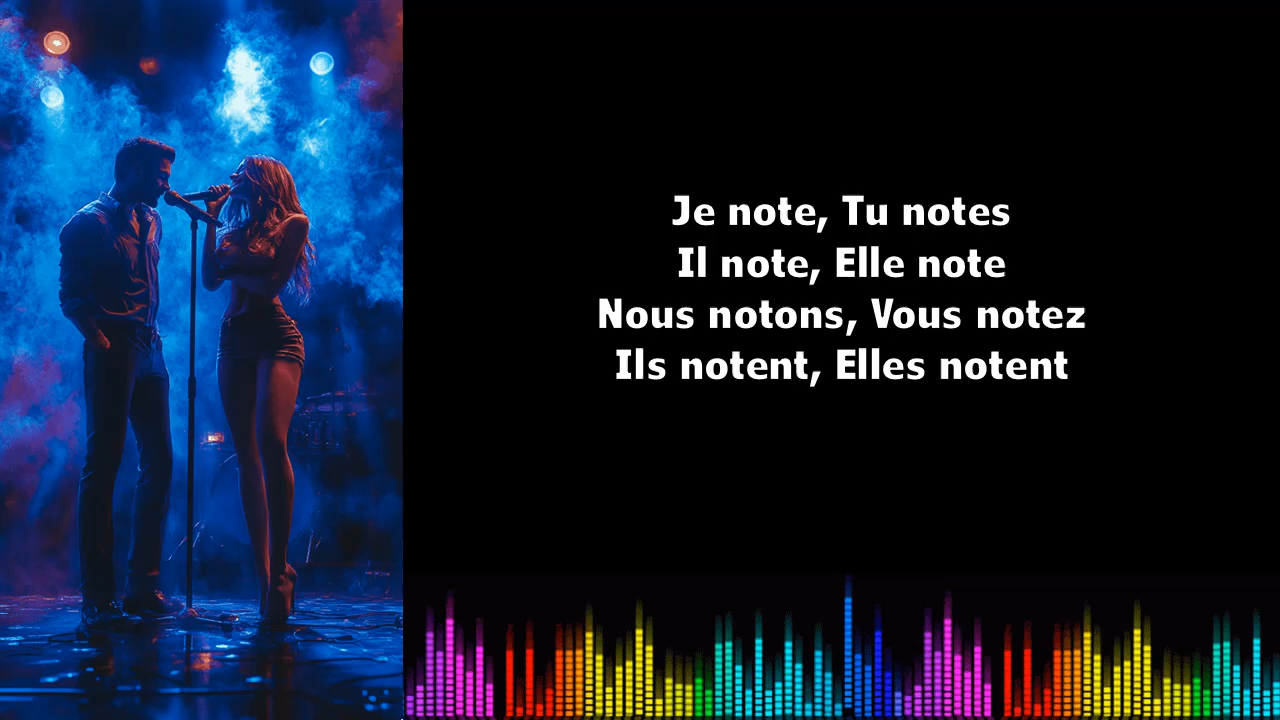 Je note, Tu notes
Il note, Elle note
Nous notons, Vous notez
Ils notent, Elles notent